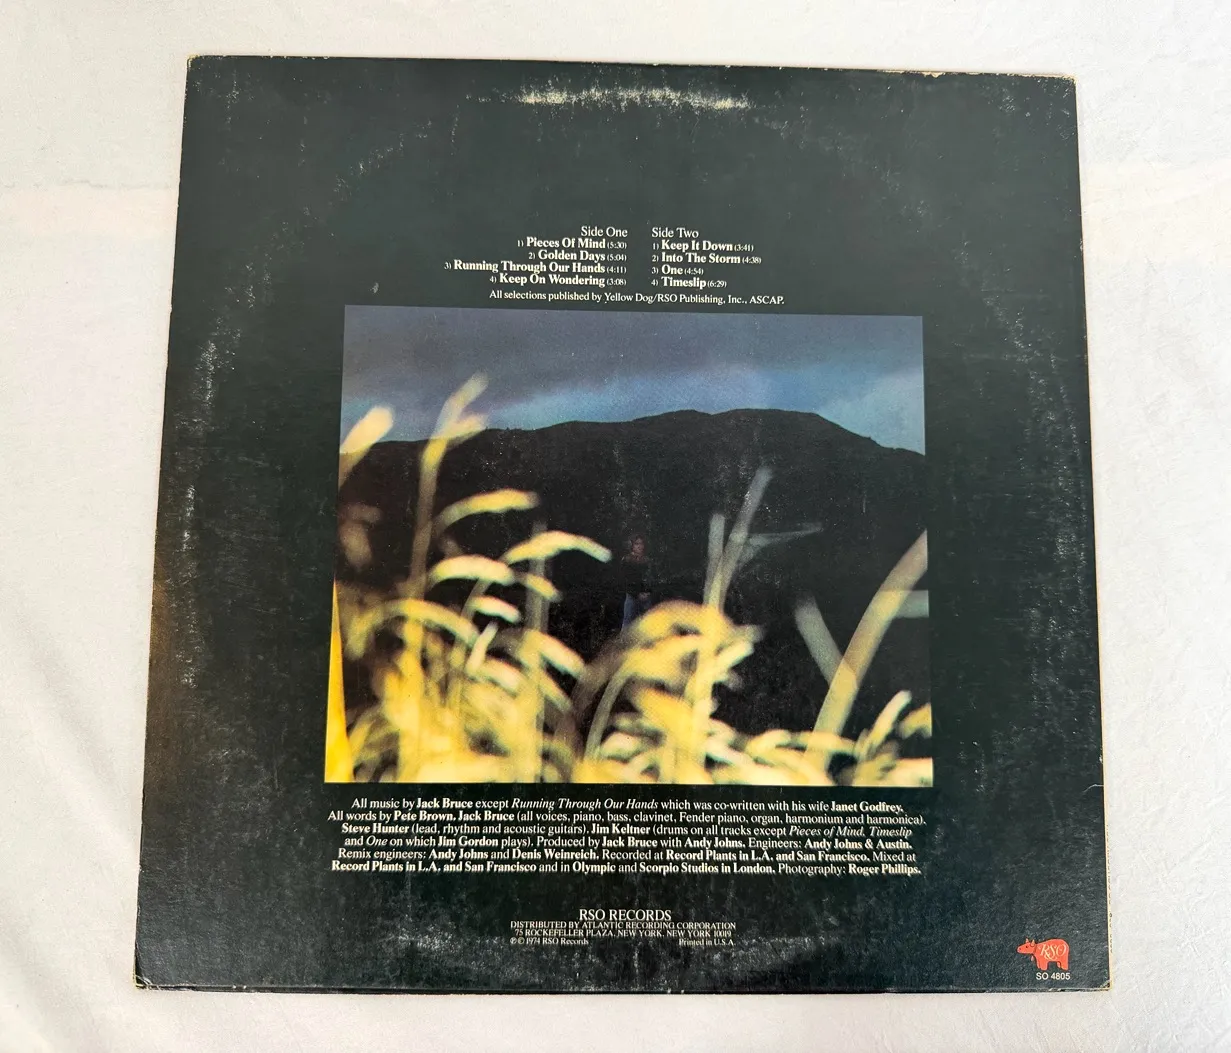 Side One
1) Pieces Of Mind (5:30)
2) Golden Days (5:04)
3) Running Through Our Hands (4:11)
4) Keep On Wondering (3:08)
Side Two
1) Keep It Down (3:41)
2) Into The Storm (4:38)
3) One (4:54)
4) Timeslip (6:29)
All selections published by Yellow Dog/RSO Publishing, Inc., ASCAP.
All music by Jack Bruce except Running Through Our Hands which was co-written with his wife Janet Godfrey.
All words by Pete Brown. Jack Bruce (all voices, piano, bass, clavinet, Fender piano, organ, harmonium and harmonica).
Steve Hunter (lead, rhythm and acoustic guitars). Jim Keltner (drums on all tracks except Pieces of Mind, Timeslip
and One on which Jim Gordon plays). Produced by Jack Bruce with Andy Johns. Engineers: Andy Johns & Austin.
Remix engineers: Andy Johns and Denis Weinreich. Recorded at Record Plants in L.A. and San Francisco. Mixed at
Record Plants in L.A. and San Francisco and in Olympic and Scorpio Studios in London. Photography: Roger Phillips.
RSO RECORDS
DISTRIBUTED BY ATLANTIC RECORDING CORPORATION
75 ROCKEFELLER PLAZA, NEW YORK, NEW YORK 10019
℗ © 1974 RSO Records Printed in U.S.A.
RSO
SO 4805